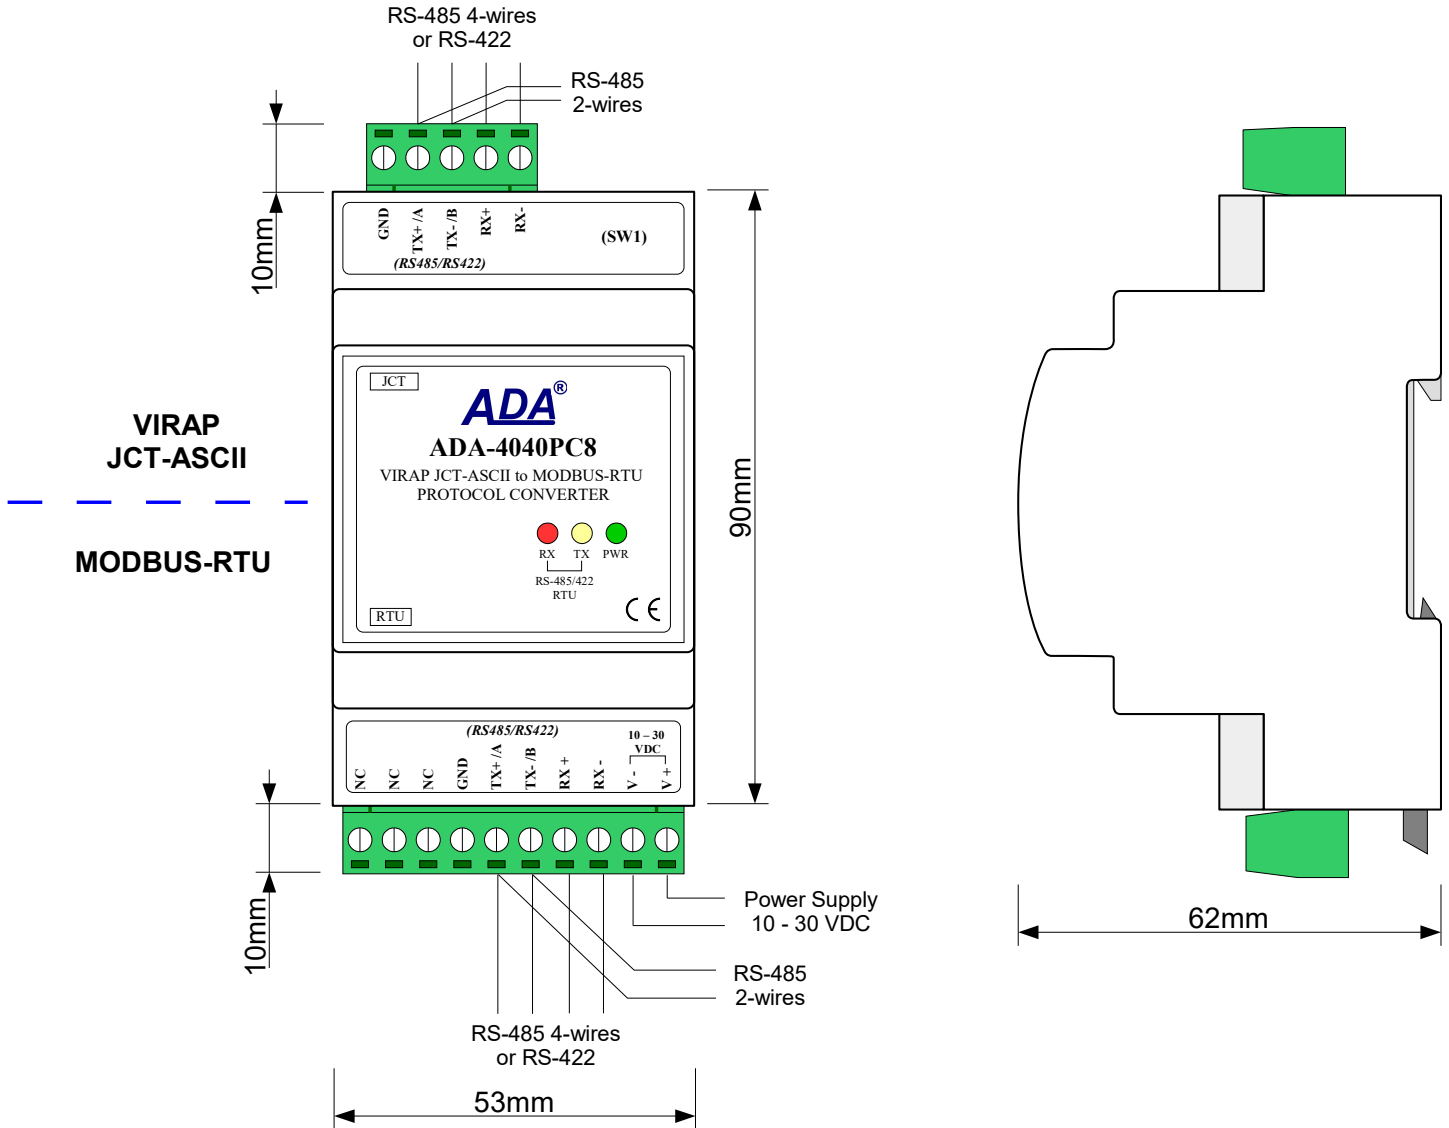 RS-485 4-wires
or RS-422
RS-485
2-wires
10mm
GND
TX+ /A
TX- /B
RX+
RX-
(SW1)
(RS485/RS422)
JCT
ADA®
ADA-4040PC8
VIRAP JCT-ASCII to MODBUS-RTU
PROTOCOL CONVERTER
VIRAP
JCT-ASCII
MODBUS-RTU
90mm
RX TX PWR
RS-485/422
RTU
RTU
CE
(RS485/RS422)
10 – 30
VDC
NC
NC
NC
GND
TX+ /A
TX- /B
RX +
RX -
V -
V +
10mm
Power Supply
10 - 30 VDC
RS-485
2-wires
RS-485 4-wires
or RS-422
53mm
62mm